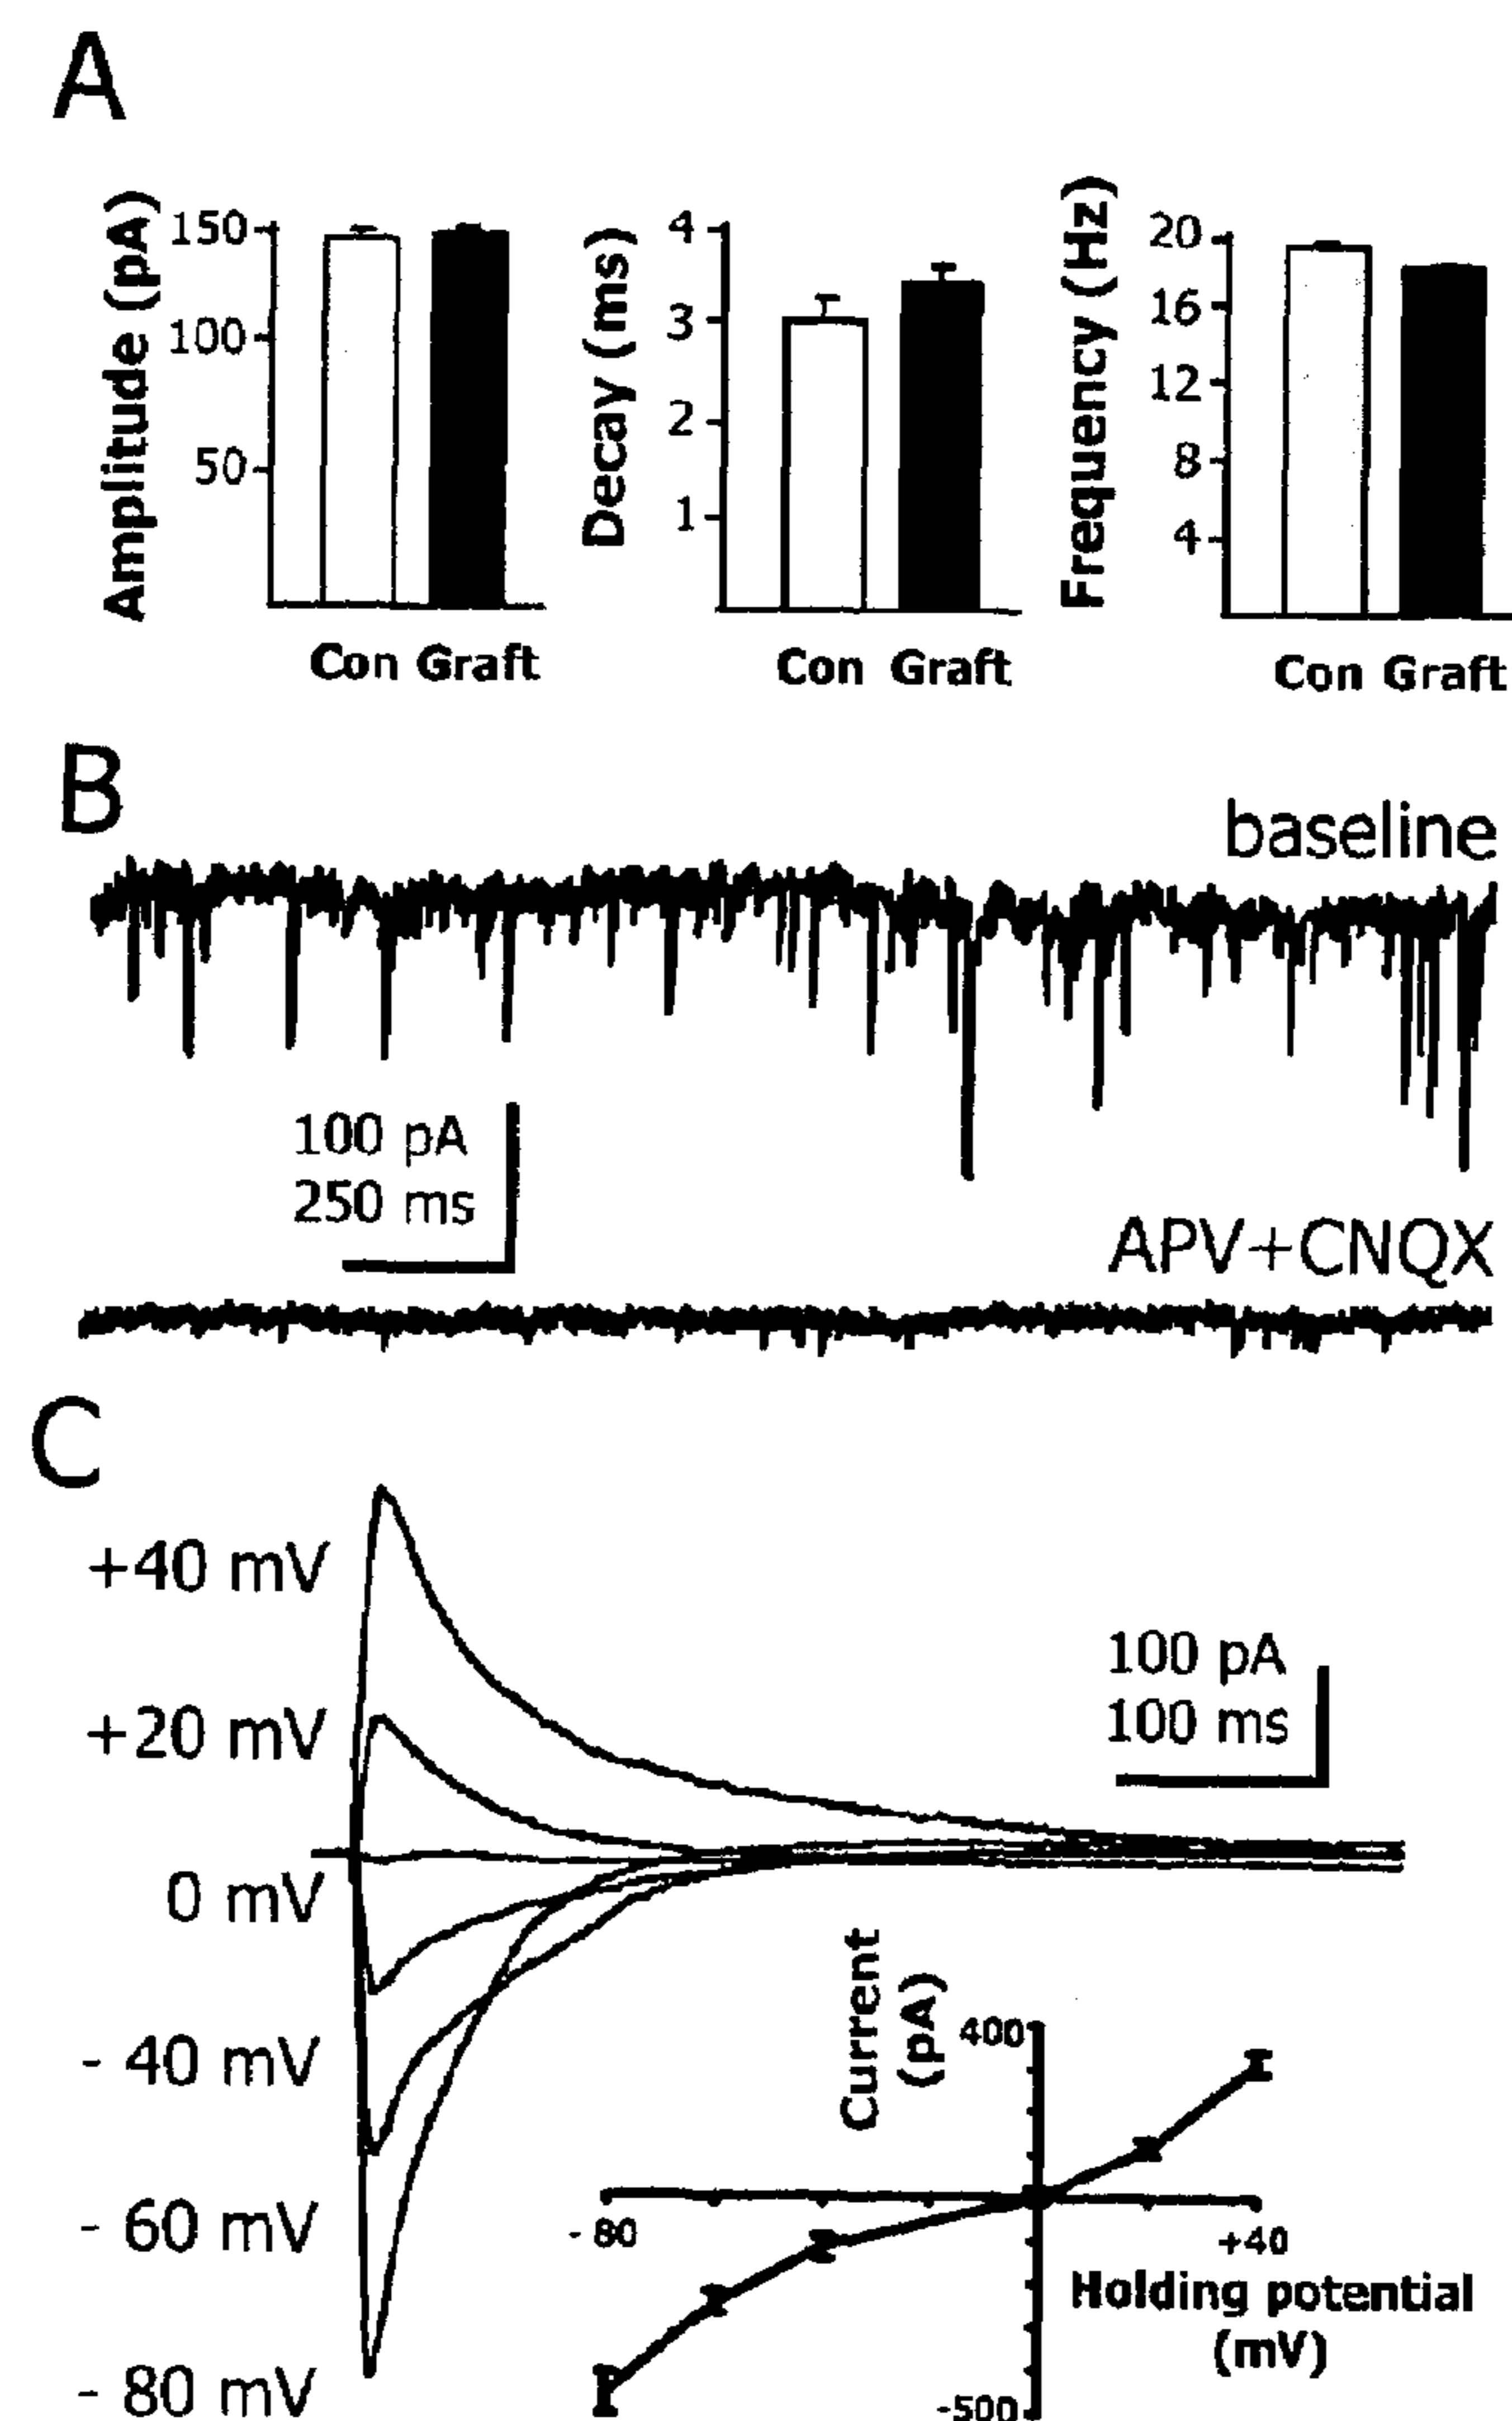 A
Amplitude (pA)
150
100
50
Con Graft
Decay (ms)
4
3
2
1
Con Graft
Frequency (Hz)
20
16
12
8
4
Con Graft
B
baseline
100 pA
250 ms
APV+CNQX
C
+40 mV
+20 mV
0 mV
- 40 mV
- 60 mV
- 80 mV
100 pA
100 ms
Current
(pA)
400
- 80
+40
Holding potential
(mV)
-500